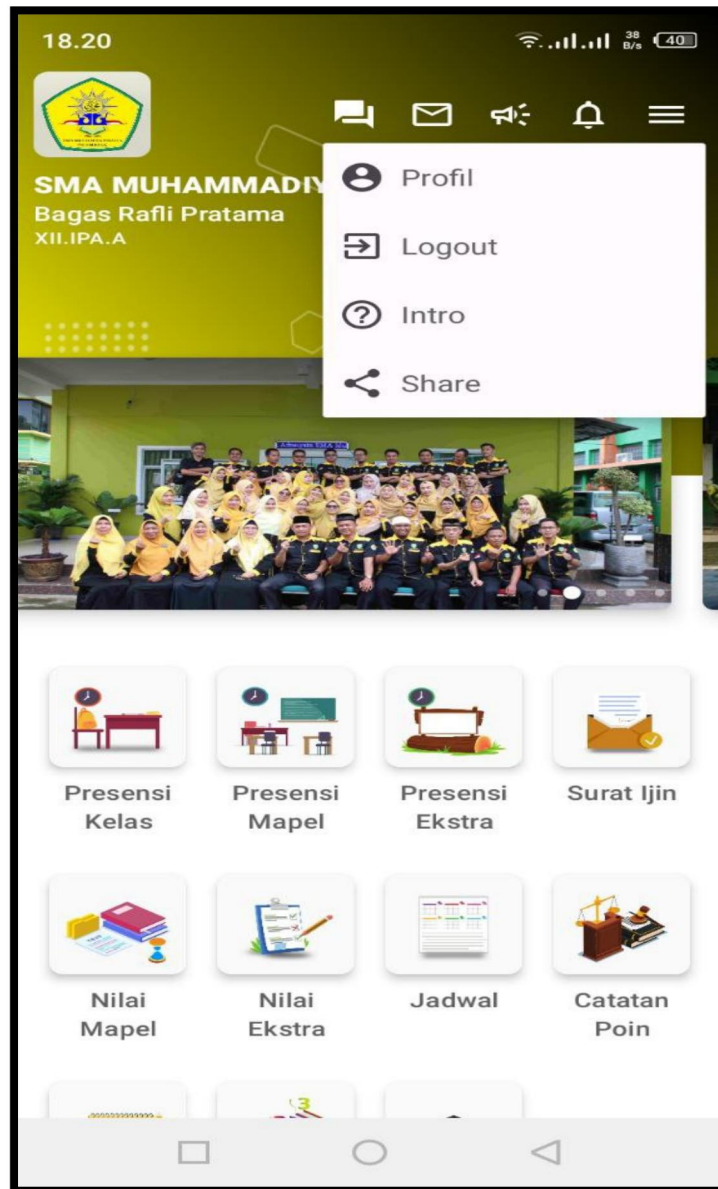 18.20
38
B/s
40
SMA MUHAMMADIY
Bagas Rafli Pratama
XII.IPA.A
Profil
Logout
Intro
Share
Presensi
Kelas
Presensi
Mapel
Presensi
Ekstra
Surat Ijin
Nilai
Mapel
Nilai
Ekstra
Jadwal
Catatan
Poin
3